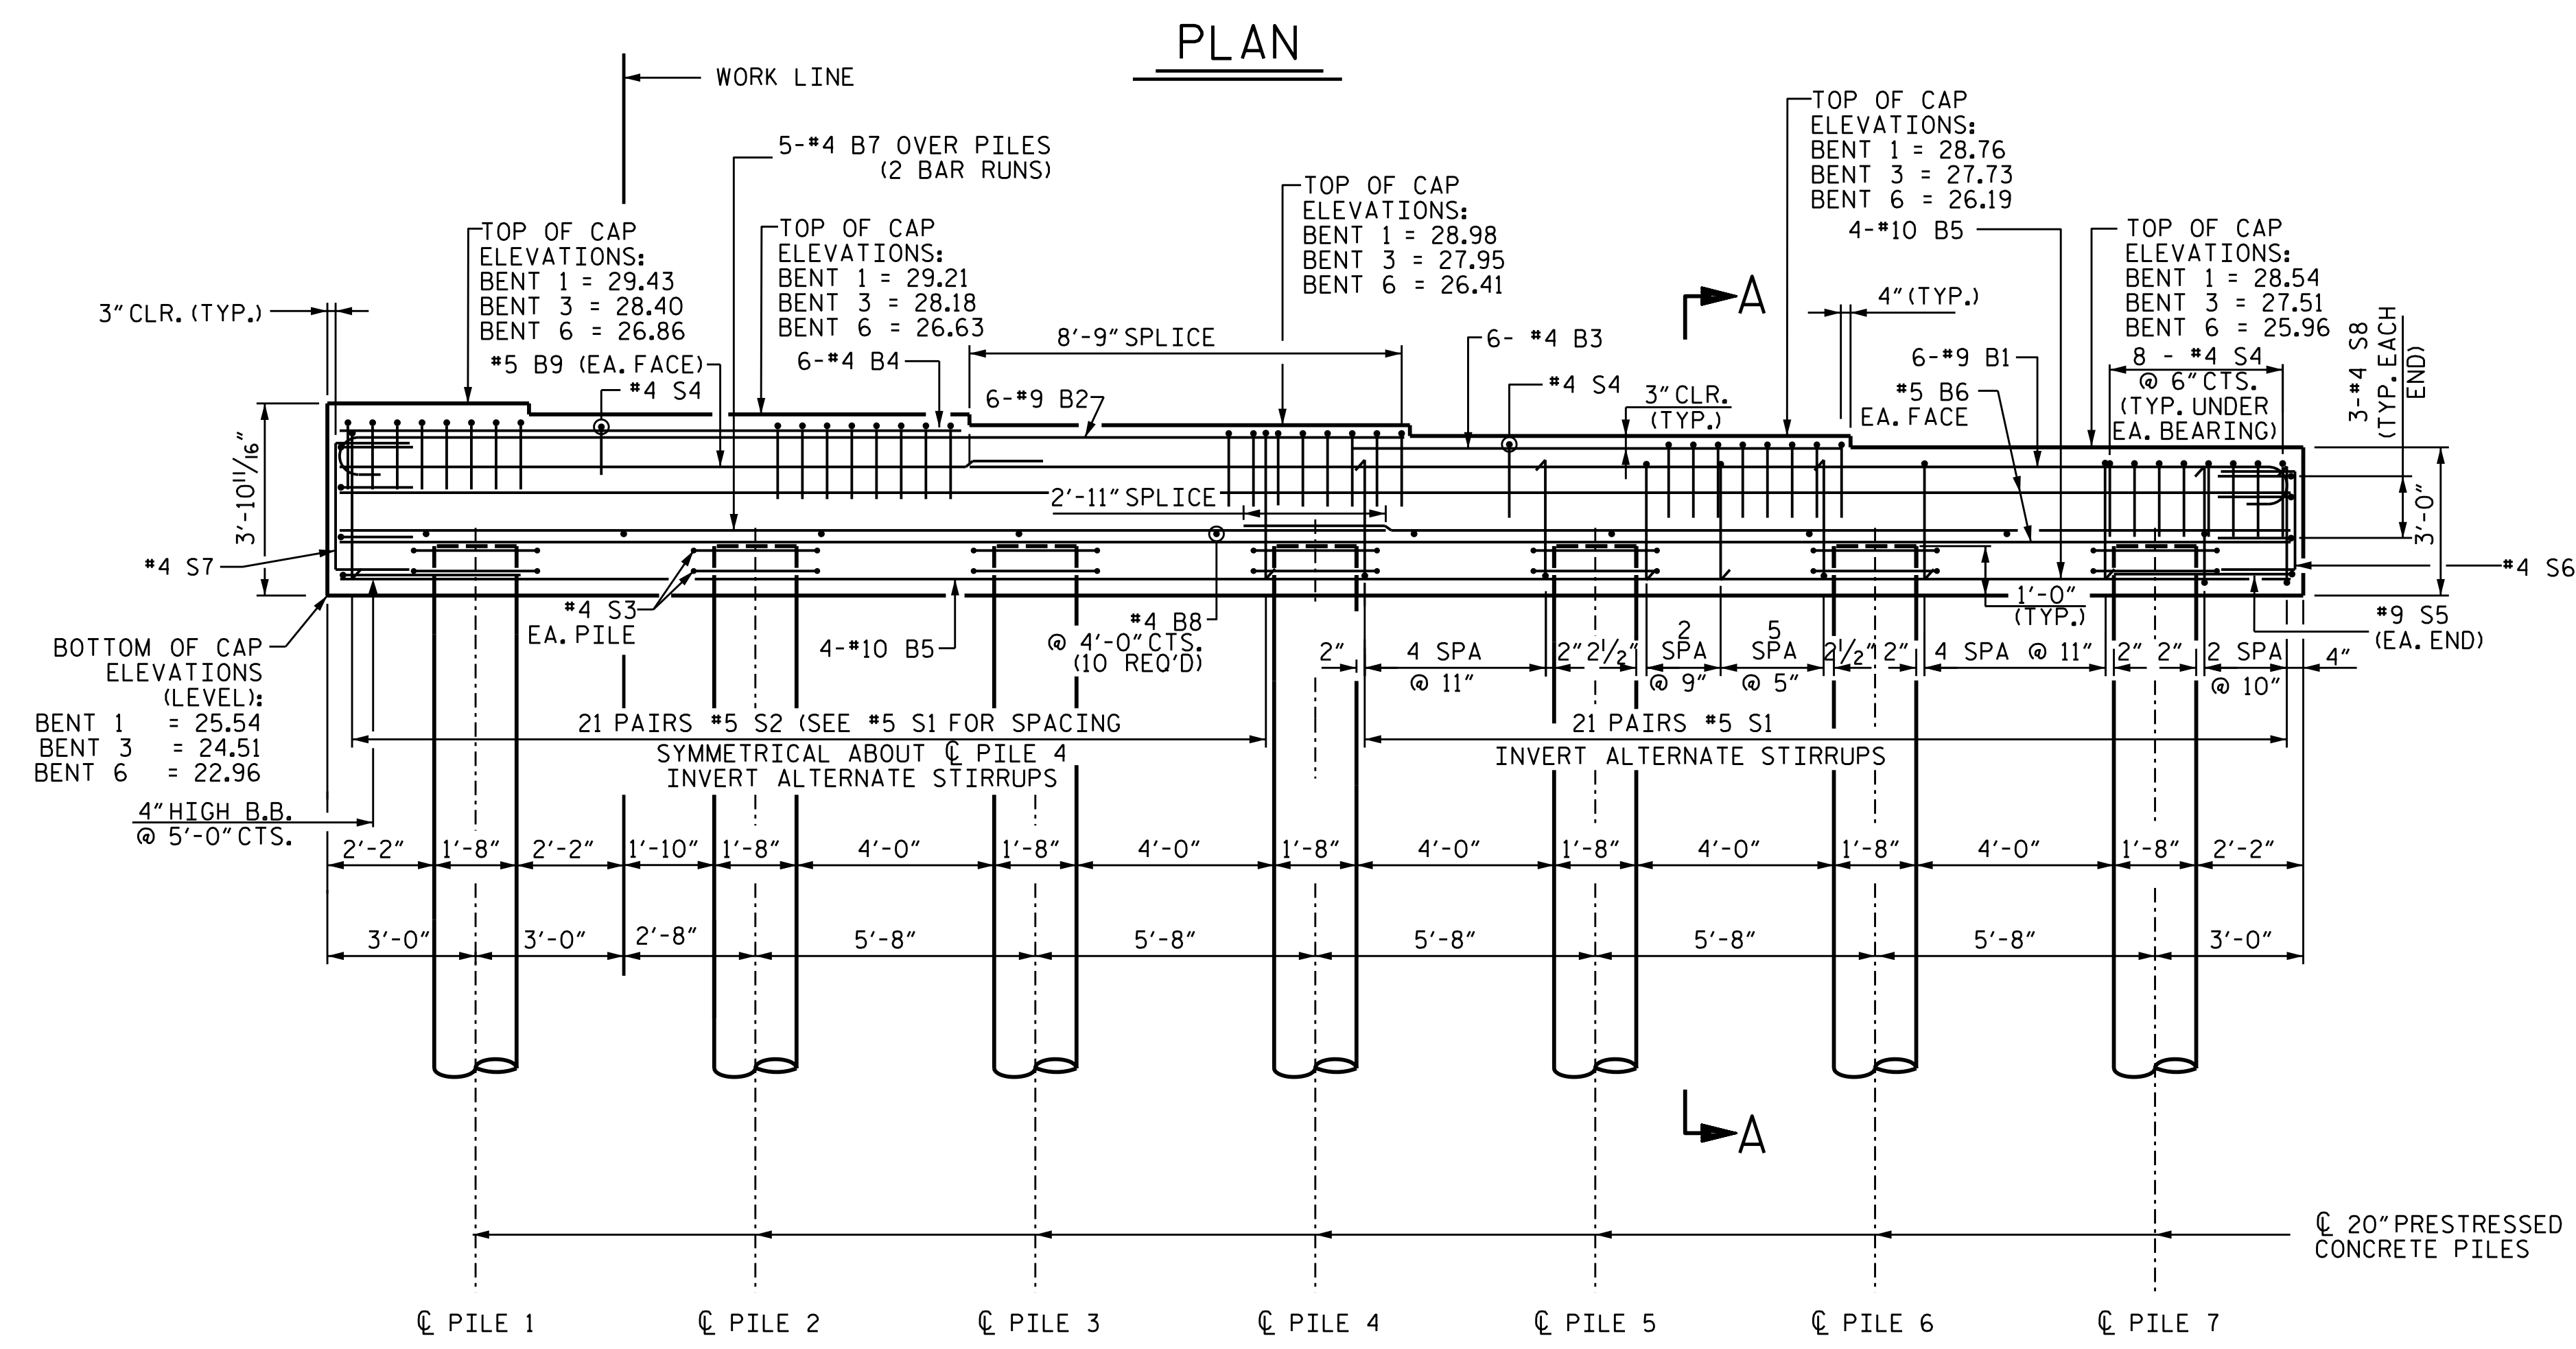 PLAN
WORK LINE
5-#4 B7 OVER PILES
(2 BAR RUNS)
TOP OF CAP
ELEVATIONS:
BENT 1 = 29.43
BENT 3 = 28.40
BENT 6 = 26.86
TOP OF CAP
ELEVATIONS:
BENT 1 = 29.21
BENT 3 = 28.18
BENT 6 = 26.63
TOP OF CAP
ELEVATIONS:
BENT 1 = 28.98
BENT 3 = 27.95
BENT 6 = 26.41
TOP OF CAP
ELEVATIONS:
BENT 1 = 28.76
BENT 3 = 27.73
BENT 6 = 26.19
4-#10 B5
TOP OF CAP
ELEVATIONS:
BENT 1 = 28.54
BENT 3 = 27.51
BENT 6 = 25.96
3" CLR. (TYP.)
#5 B9 (EA. FACE)
#4 S4
6-#4 B4
8'-9" SPLICE
6-#9 B2
6- #4 B3
#4 S4
3" CLR.
(TYP.)
A
4" (TYP.)
6-#9 B1
#5 B6
EA. FACE
8 - #4 S4
@ 6" CTS.
(TYP. UNDER
EA. BEARING)
3-#4 S8
(TYP. EACH
END)
3'-10 11/16"
2'-11" SPLICE
3'-0"
#4 S7
#4 S6
#4 S3
EA. PILE
4-#10 B5
#4 B8
@ 4'-0" CTS.
(10 REQ'D)
1'-0"
(TYP.)
#9 S5
(EA. END)
BOTTOM OF CAP
ELEVATIONS
(LEVEL):
BENT 1 = 25.54
BENT 3 = 24.51
BENT 6 = 22.96
2"
4 SPA
@ 11"
2"
2 1/2"
2
SPA
@ 9"
5
SPA
@ 5"
2 1/2"
2"
4 SPA @ 11"
2"
2"
2 SPA
@ 10"
4"
21 PAIRS #5 S2 (SEE #5 S1 FOR SPACING
SYMMETRICAL ABOUT ℄ PILE 4
INVERT ALTERNATE STIRRUPS
21 PAIRS #5 S1
INVERT ALTERNATE STIRRUPS
4" HIGH B.B.
@ 5'-0" CTS.
2'-2" 1'-8" 2'-2" 1'-10" 1'-8" 4'-0" 1'-8" 4'-0" 1'-8" 4'-0" 1'-8" 4'-0" 1'-8" 4'-0" 1'-8" 2'-2"
3'-0" 3'-0" 2'-8" 5'-8" 5'-8" 5'-8" 5'-8" 5'-8" 3'-0"
A
℄ 20" PRESTRESSED
CONCRETE PILES
℄ PILE 1 ℄ PILE 2 ℄ PILE 3 ℄ PILE 4 ℄ PILE 5 ℄ PILE 6 ℄ PILE 7